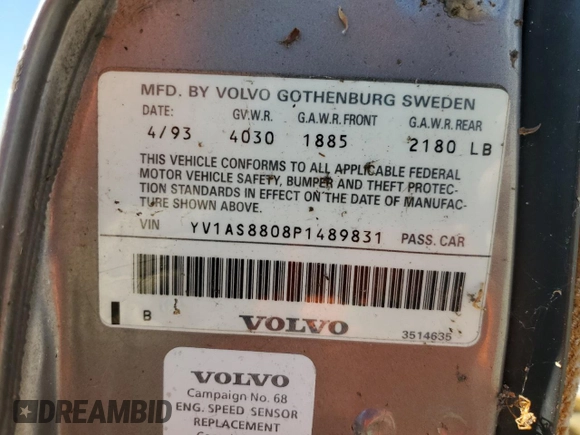 MFD. BY VOLVO GOTHENBURG SWEDEN
DATE: G.V.W.R. G.A.W.R. FRONT G.A.W.R. REAR
4/93 4030 1885 2180 LB
THIS VEHICLE CONFORMS TO ALL APPLICABLE FEDERAL
MOTOR VEHICLE SAFETY, BUMPER AND THEFT PROTEC-
TION STANDARDS IN EFFECT ON THE DATE OF MANUFAC-
TURE SHOWN ABOVE.
VIN YV1AS8808P1489831 PASS. CAR
B VOLVO 3514635
VOLVO
Campaign No. 68
ENG. SPEED SENSOR
REPLACEMENT
DREAMBID